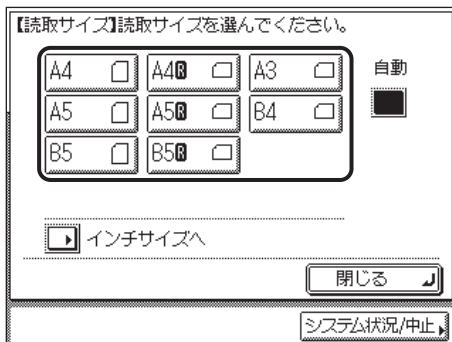 【読取サイズ】読取サイズを選んでください。
A4 A4R A3 自動
A5 A5R B4
B5 B5R
インチサイズへ
閉じる
システム状況/中止